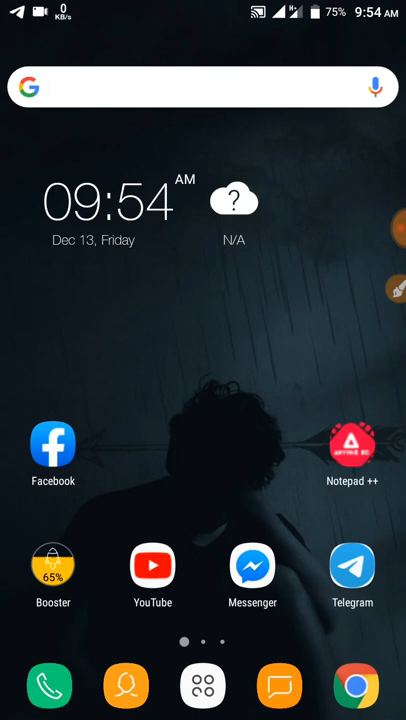 0
KB/s
H+
75%
9:54 AM
G
09:54 AM
Dec 13, Friday
?
N/A
Facebook
Notepad ++
65%
Booster
YouTube
Messenger
Telegram